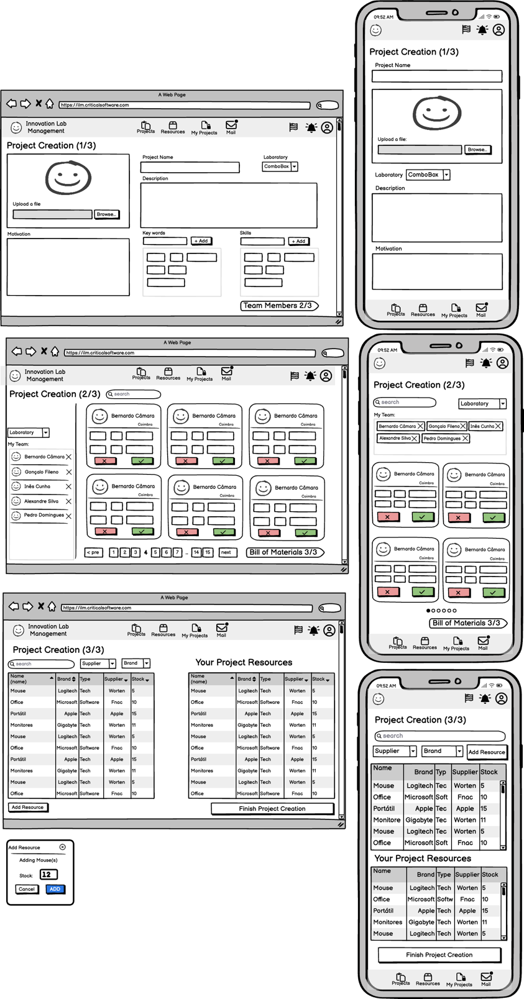 A Web Page
https://ilm.criticalsoftware.com
Innovation Lab
Management
Projects
Resources
My Projects
Mail
Project Creation (1/3)
Upload a file
Browse...
Project Name
Laboratory
ComboBox
Description
Motivation
Key words
+ Add
Skills
+ Add
Team Members 2/3
09:52 AM
Project Creation (1/3)
Project Name
Upload a file:
Browse...
Laboratory ComboBox
Description
Motivation
Projects
Resources
My Projects
Mail
A Web Page
https://ilm.criticalsoftware.com
Innovation Lab
Management
Projects
Resources
My Projects
Mail
Project Creation (2/3)
search
Laboratory
My Team:
Bernardo Câmara
Gonçalo Fileno
Inês Cunha
Alexandre Silva
Pedro Domingues
Bernardo Câmara
Coimbra
Bernardo Câmara
Coimbra
Bernardo Câmara
Coimbra
Bernardo Câmara
Coimbra
Bernardo Câmara
Coimbra
Bernardo Câmara
Coimbra
< pre 1 2 3 4 5 6 7 .. 14 15 next
Bill of Materials 3/3
09:52 AM
Project Creation (2/3)
search
Laboratory
My Team:
Bernardo Câmara Gonçalo Fileno Inês Cunha
Alexandre Silva Pedro Domingues
Bernardo Câmara
Coimbra
Bernardo Câmara
Coimbra
Bernardo Câmara
Coimbra
Bernardo Câmara
Coimbra
Bill of Materials 3/3
Projects
Resources
My Projects
Mail
A Web Page
https://ilm.criticalsoftware.com
Innovation Lab
Management
Projects
Resources
My Projects
Mail
Project Creation (3/3)
search
Supplier
Brand
Name
(name) Brand Type Supplier Stock
Mouse Logitech Tech Worten 5
Office Microsoft Software Fnac 10
Portátil Apple Tech Apple 15
Monitores Gigabyte Tech Worten 11
Mouse Logitech Tech Worten 5
Office Microsoft Software Fnac 10
Portátil Apple Tech Apple 15
Monitores Gigabyte Tech Worten 11
Mouse Logitech Tech Worten 5
Office Microsoft Software Fnac 10
Add Resource
Your Project Resources
Name
(name) Brand Type Supplier Stock
Mouse Logitech Tech Worten 5
Office Microsoft Software Fnac 10
Portátil Apple Tech Apple 15
Monitores Gigabyte Tech Worten 11
Mouse Logitech Tech Worten 5
Office Microsoft Software Fnac 10
Portátil Apple Tech Apple 15
Monitores Gigabyte Tech Worten 11
Mouse Logitech Tech Worten 5
Office Microsoft Software Fnac 10
Finish Project Creation
Add Resource
Adding Mouse(s)
Stock: 12
Cancel ADD
09:52 AM
Project Creation (3/3)
search
Supplier
Brand
Add Resource
Name Brand Typ Supplier Stock
Mouse Logitech Tec Worten 5
Office Microsoft Soft Fnac 10
Portátil Apple Tec Apple 15
Monitore Gigabyte Tec Worten 11
Mouse Logitech Tec Worten 5
Office Microsoft Soft Fnac 10
Your Project Resources
Name Brand Type Supplier Stock
Mouse Logitech Tech Worten 5
Office Microsoft Softw Fnac 10
Portátil Apple Tech Apple 15
Monitores Gigabyte Tech Worten 11
Mouse Logitech Tech Worten 5
Finish Project Creation
Projects
Resources
My Projects
Mail